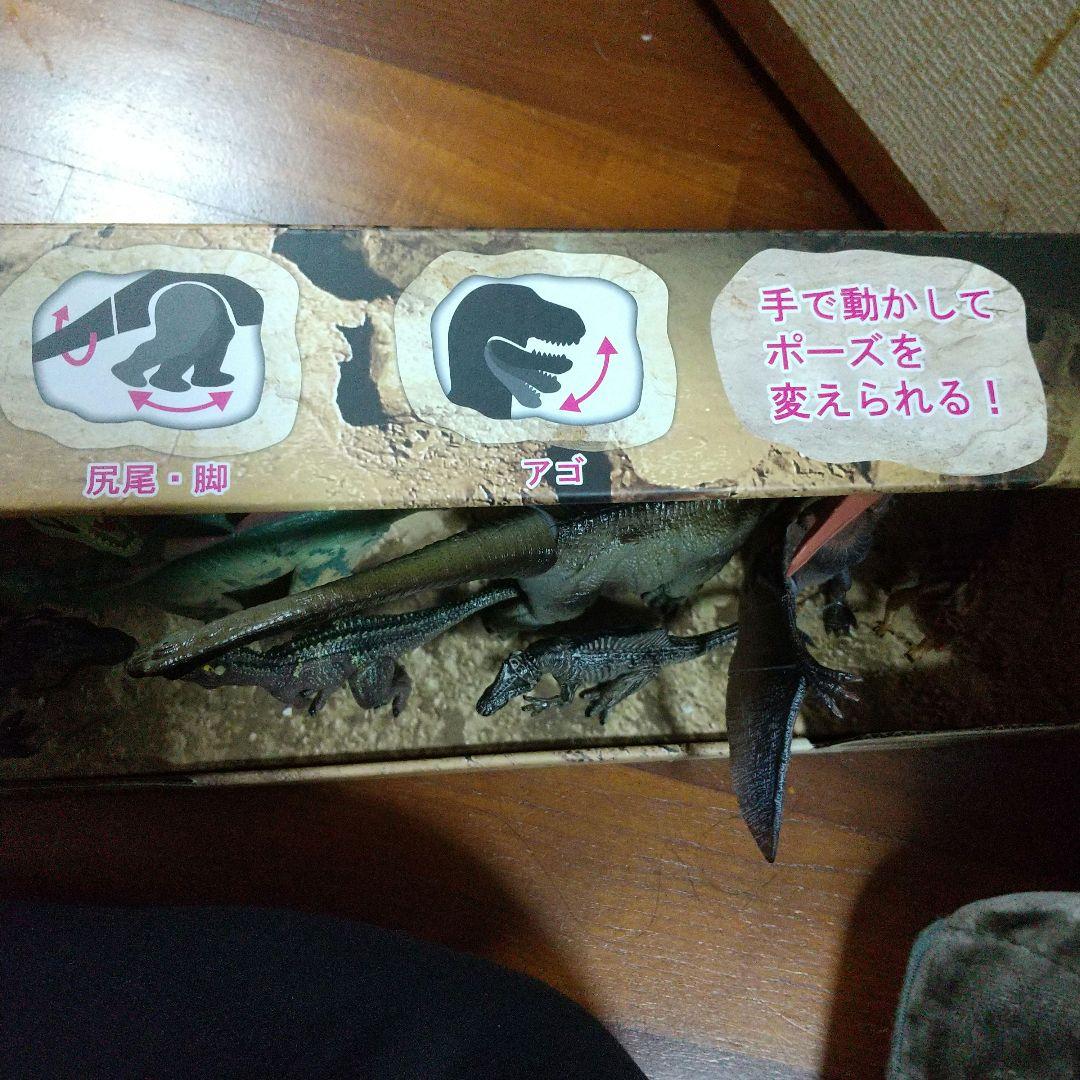 手で動かして
ポーズを
変えられる！
尻尾・脚
アゴ